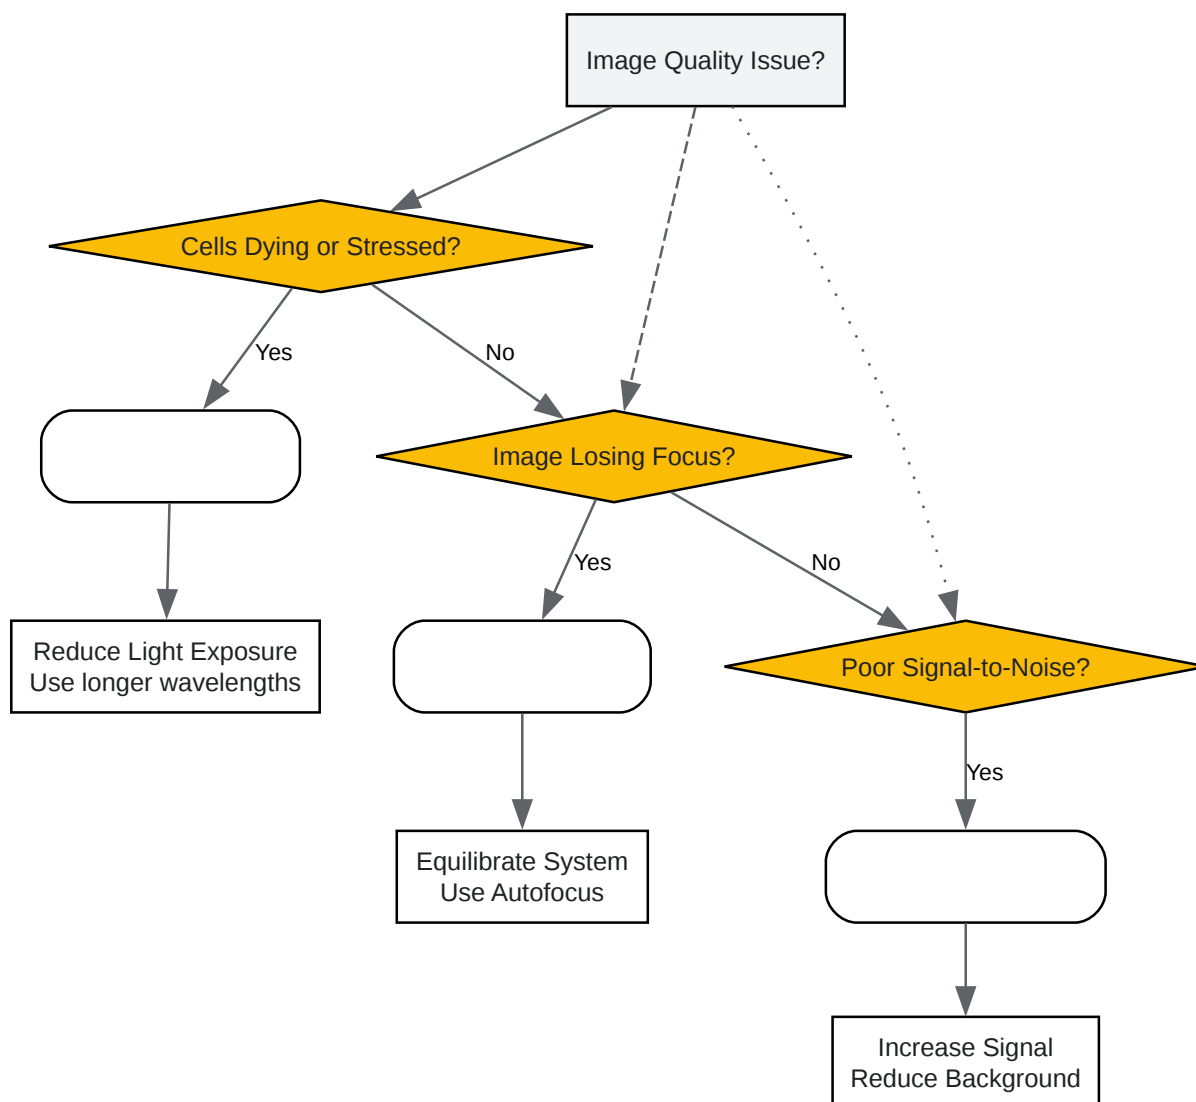 Image Quality Issue?
Cells Dying or Stressed?
Yes
No
Image Losing Focus?
Yes
No
Reduce Light Exposure
Use longer wavelengths
Poor Signal-to-Noise?
Yes
Equilibrate System
Use Autofocus
Increase Signal
Reduce Background